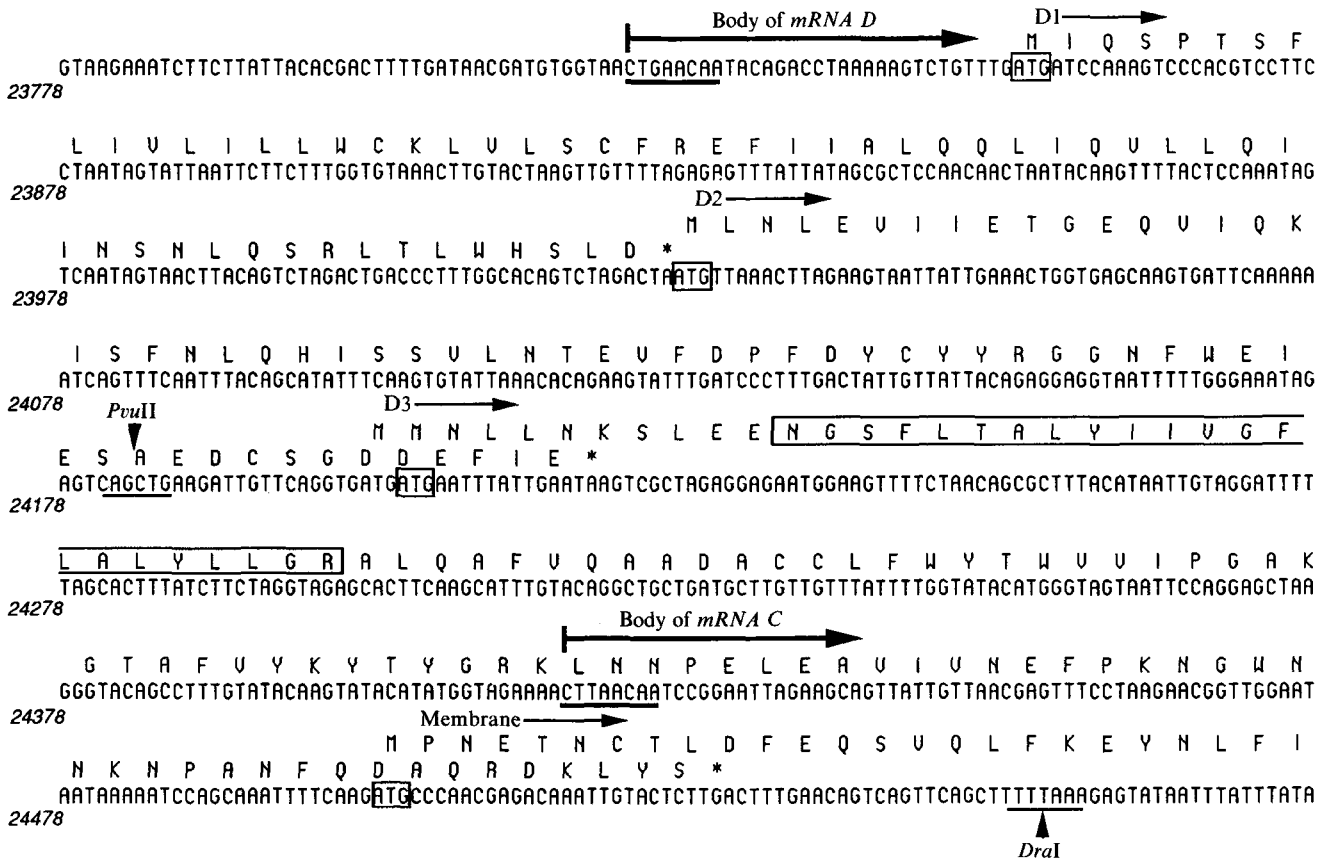 Body of mRNA D D1
M I Q S P T S F
GTAAGAAATCTTCTTATTACACGACTTTTGATAACGATGTGGTAACTGAACAATACAGACCTAAAAAGTCTGTTTGATGATCCAAAGTCCCACGTCCTTC
23778
L I V L I L L W C K L V L S C F R E F I I A L Q Q L I Q V L L Q I
CTAATAGTATTAATTCTTCTTTGGTGTAAACTTGTACTAAGTTGTTTTAGAGAGTTTATTATAGCGCTCCAACAACTAATACAAGTTTTACTCCAAATAG
23878
D2
M L N L E V I I E T G E Q V I Q K
I N S N L Q S R L T L W H S L D *
TCAATAGTAACTTACAGTCTAGACTGACCCTTTGGCACAGTCTAGACTAATGTTAAACTTAGAAGTAATTATTGAAACTGGTGAGCAAGTGATTCAAAAA
23978
I S F N L Q H I S S V L N T E V F D P F D Y C Y Y R G G N F W E I
ATCAGTTTCAATTTACAGCATATTTCAAGTGTATTAAACACAGAAGTATTTGATCCCTTTGACTATTGTTATTACAGAGGAGGTAATTTTTGGGAAATAG
24078
PvuII D3
M M N L L N K S L E E N G S F L T A L Y I I V G F
E S A E D C S G D D E F I E *
AGTCAGCTGAAGATTGTTCAGGTGATGATGAATTTATTGAATAAGTCGCTAGAGGAGAATGGAAGTTTTCTAACAGCGCTTTACATAATTGTAGGATTTT
24178
L A L Y L L G R A L Q A F V Q A A D A C C L F W Y T W V V I P G A K
TAGCACTTTATCTTCTAGGTAGAGCACTTCAAGCATTTGTACAGGCTGCTGATGCTTGTTGTTTATTTTGGTATACATGGGTAGTAATTCCAGGAGCTAA
24278
Body of mRNA C
G T A F V Y K Y T Y G R K L N N P E L E A V I V N E F P K N G W N
GGGTACAGCCTTTGTATACAAGTATACATATGGTAGAAAACTTAACAATCCGGAATTAGAAGCAGTTATTGTTAACGAGTTTCCTAAGAACGGTTGGAAT
24378
Membrane
M P N E T N C T L D F E Q S V Q L F K E Y N L F I
N K N P A N F Q D A Q R D K L Y S *
AATAAAAATCCAGCAAATTTTCAAGATGCCCAACGAGACAAATTGTACTCTTGACTTTGAACAGTCAGTTCAGCTTTTTAAAGAGTATAATTTATTTATA
24478
DraI